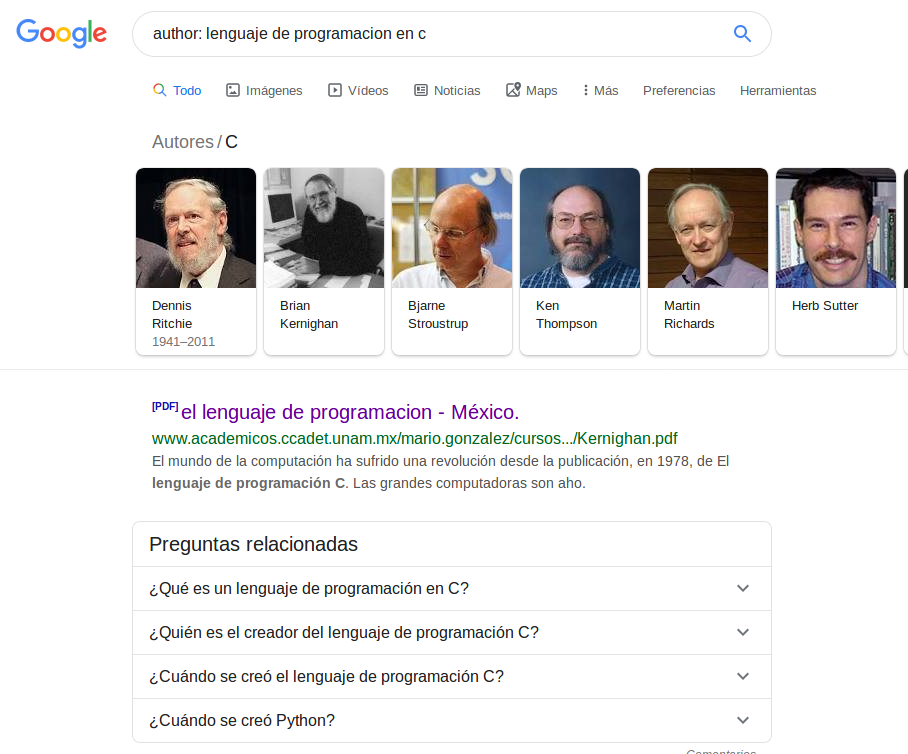 Google
author: lenguaje de programacion en c
Todo Imágenes Vídeos Noticias Maps Más Preferencias Herramientas
Autores / C
Dennis Ritchie
1941–2011
Brian Kernighan
Bjarne Stroustrup
Ken Thompson
Martin Richards
Herb Sutter
[PDF] el lenguaje de programacion - México.
www.academicos.ccadet.unam.mx/mario.gonzalez/cursos.../Kernighan.pdf
El mundo de la computación ha sufrido una revolución desde la publicación, en 1978, de El
lenguaje de programación C. Las grandes computadoras son aho.
Preguntas relacionadas
¿Qué es un lenguaje de programación en C?
¿Quién es el creador del lenguaje de programación C?
¿Cuándo se creó el lenguaje de programación C?
¿Cuándo se creó Python?
Comentarios